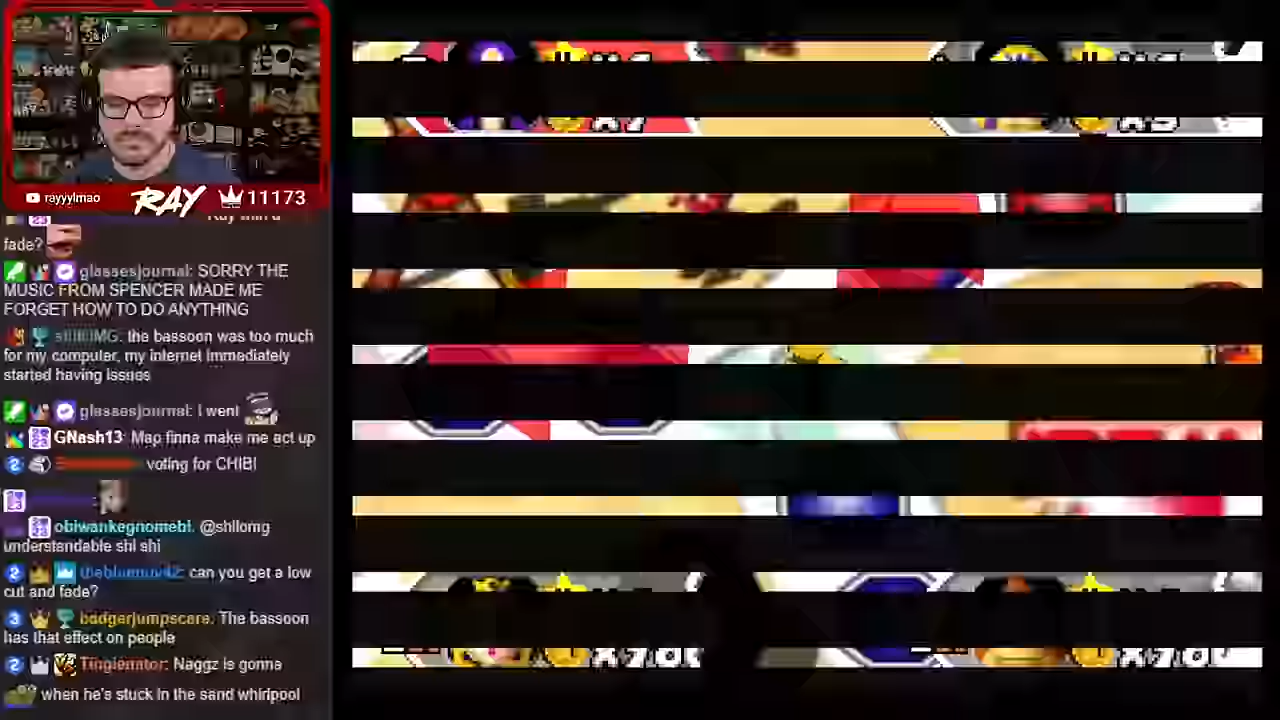 rayyylmao RAY 11173
fade?
glassesjournal: SORRY THE
MUSIC FROM SPENCER MADE ME
FORGET HOW TO DO ANYTHING
the bassoon was too much
for my computer, my internet immediately
started having issues
glassesjournal: I went
GNash13: Map finna make me act up
voting for CHIBI
obiwankegnomebi: @shllomg
understandable shi shi
can you get a low
cut and fade?
badgerjumpscare: The bassoon
has that effect on people
Tinglenator: Naggz is gonna
when he's stuck in the sand whirlpool